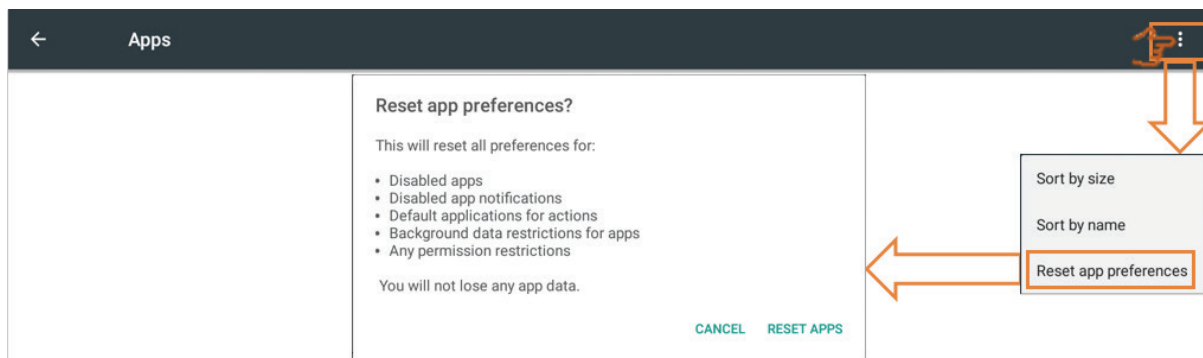 Apps
Reset app preferences?
This will reset all preferences for:
• Disabled apps
• Disabled app notifications
• Default applications for actions
• Background data restrictions for apps
• Any permission restrictions
You will not lose any app data.
CANCEL RESET APPS
Sort by size
Sort by name
Reset app preferences